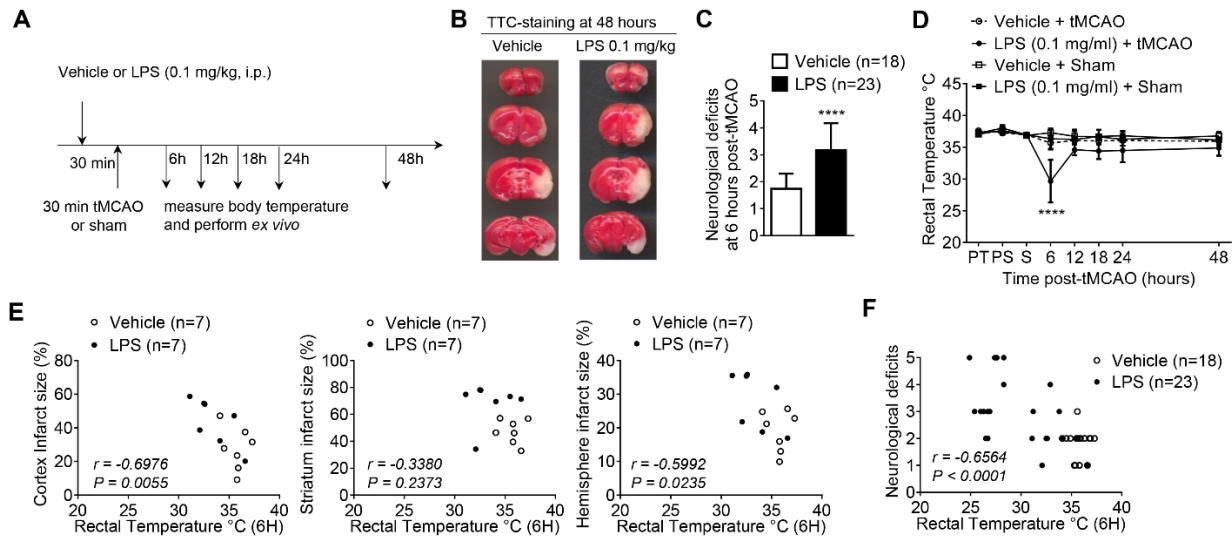 A
Vehicle or LPS (0.1 mg/kg, i.p.)
30 min
6h
12h
18h
24h
48h
30 min tMCAO
or sham
measure body temperature
and perform ex vivo
B
TTC-staining at 48 hours
Vehicle
LPS 0.1 mg/kg
C
Vehicle (n=18)
LPS (n=23)
Neurological deficits
at 6 hours post-tMCAO
5
4
3
2
1
0
****
D
Vehicle + tMCAO
LPS (0.1 mg/ml) + tMCAO
Vehicle + Sham
LPS (0.1 mg/ml) + Sham
Rectal Temperature °C
45
40
35
30
25
20
****
PT PS S 6 12 18 24 48
Time post-tMCAO (hours)
E
Vehicle (n=7)
LPS (n=7)
Cortex Infarct size (%)
60
40
20
0
r = -0.6976
P = 0.0055
20 25 30 35 40
Rectal Temperature °C (6H)
Vehicle (n=7)
LPS (n=7)
Striatum infarct size (%)
100
80
60
40
20
0
r = -0.3380
P = 0.2373
20 25 30 35 40
Rectal Temperature °C (6H)
Vehicle (n=7)
LPS (n=7)
Hemisphere infarct size (%)
40
30
20
10
0
r = -0.5992
P = 0.0235
20 25 30 35 40
Rectal Temperature °C (6H)
F
Vehicle (n=18)
LPS (n=23)
Neurological deficits
5
4
3
2
1
0
r = -0.6564
P < 0.0001
20 25 30 35 40
Rectal Temperature °C (6H)